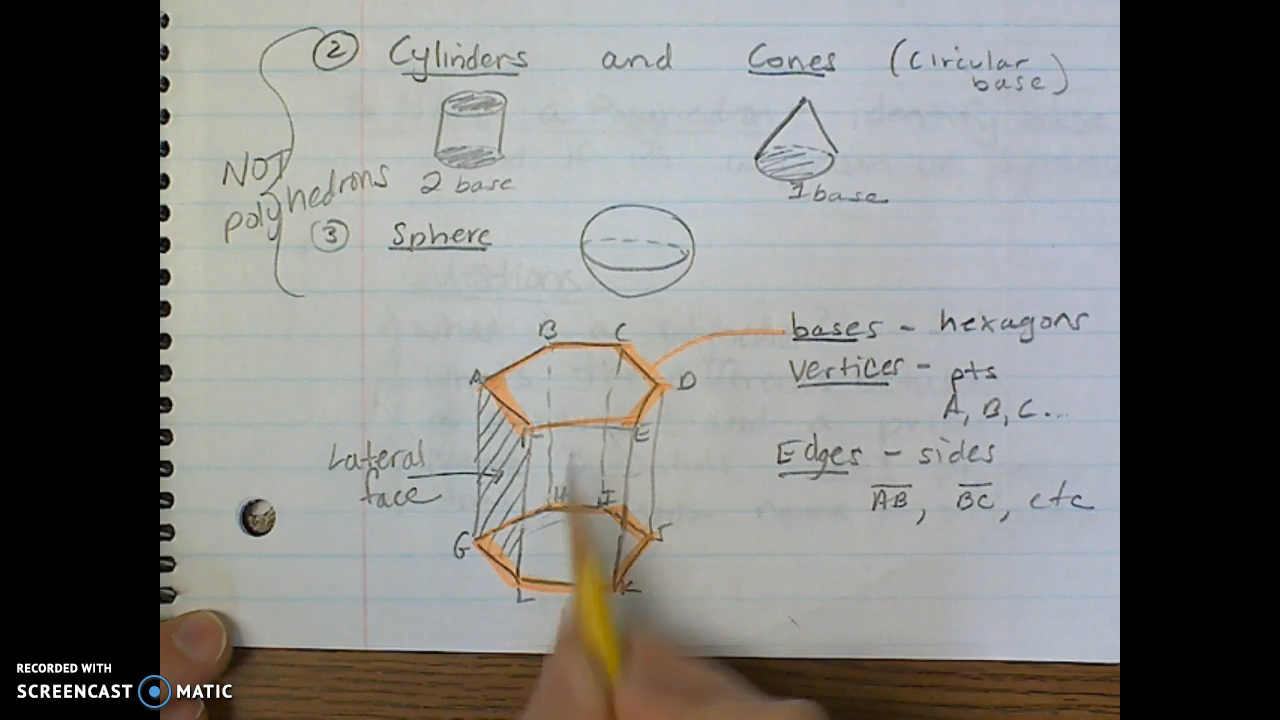 ② Cylinders and Cones (Circular base)
2 base
1 base
NOT polyhedrons
③ Sphere
B C
A D
F E
bases - hexagons
Vertices - pts
A, B, C...
Lateral face
Edges - sides
AB, BC, etc
H I
G J
L K
RECORDED WITH
SCREENCAST MATIC